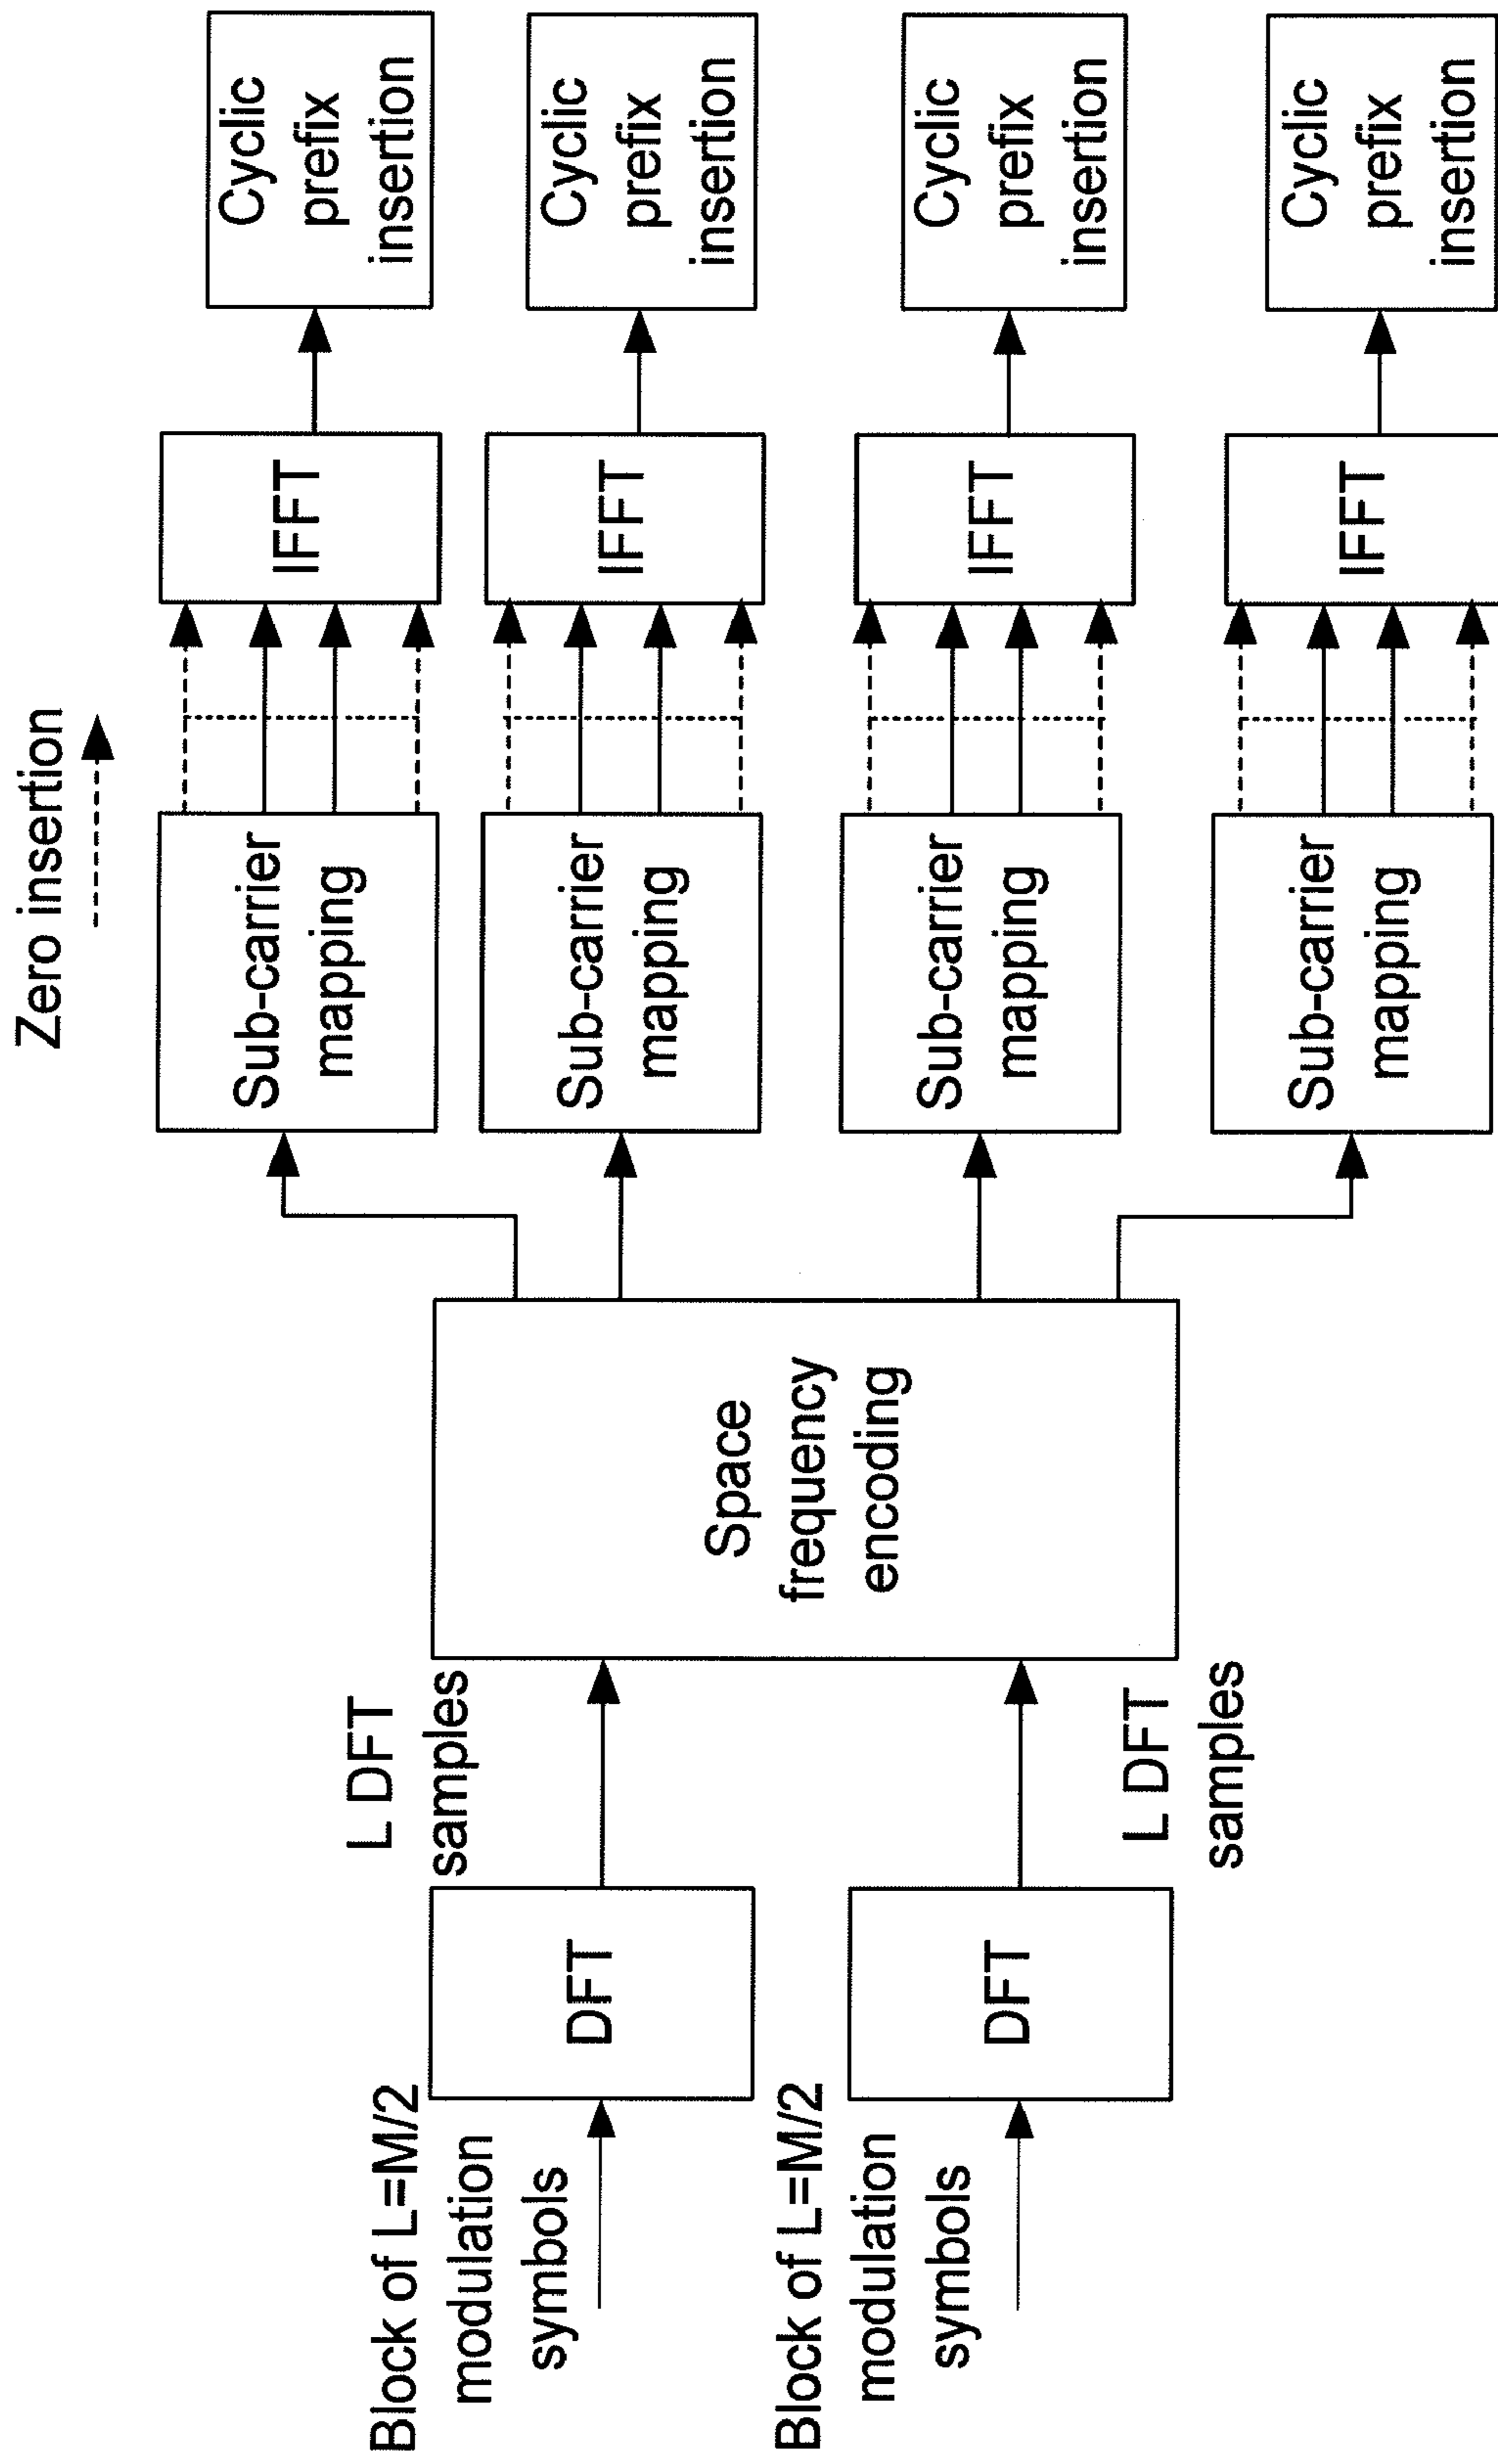 Block of L=M/2
modulation
symbols
Block of L=M/2
modulation
symbols
DFT
DFT
L DFT
samples
L DFT
samples
Space
frequency
encoding
Zero insertion
Sub-carrier
mapping
Sub-carrier
mapping
Sub-carrier
mapping
Sub-carrier
mapping
IFFT
IFFT
IFFT
IFFT
Cyclic
prefix
insertion
Cyclic
prefix
insertion
Cyclic
prefix
insertion
Cyclic
prefix
insertion